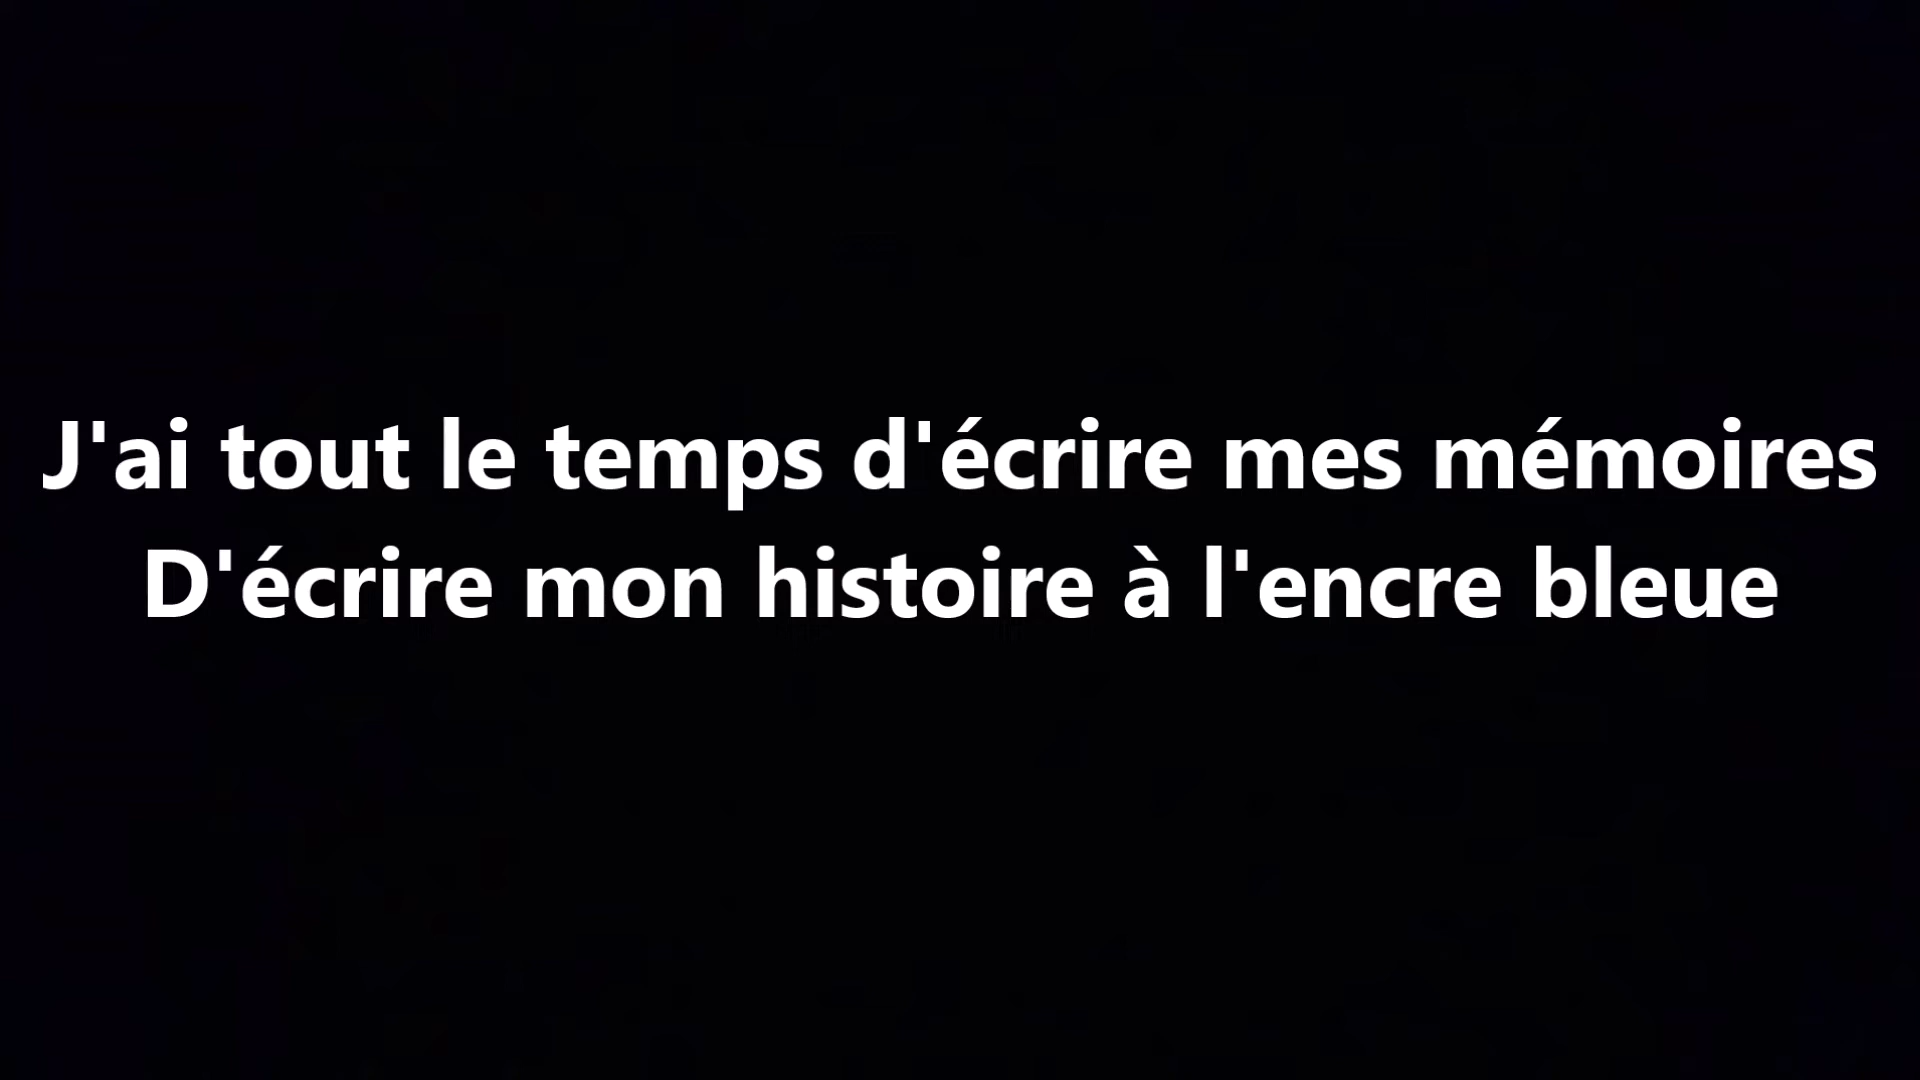 J'ai tout le temps d'écrire mes mémoires
D'écrire mon histoire à l'encre bleue